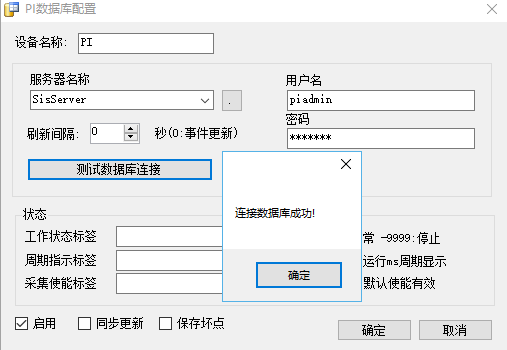 PI数据库配置
设备名称: PI
服务器名称
SisServer
.
用户名
piadmin
刷新间隔: 0 秒(0:事件更新)
密码
*******
测试数据库连接
连接数据库成功!
确定
状态
工作状态标签
常 -9999:停止
周期指示标签
运行ms周期显示
采集使能标签
默认使能有效
启用 同步更新 保存坏点
确定 取消